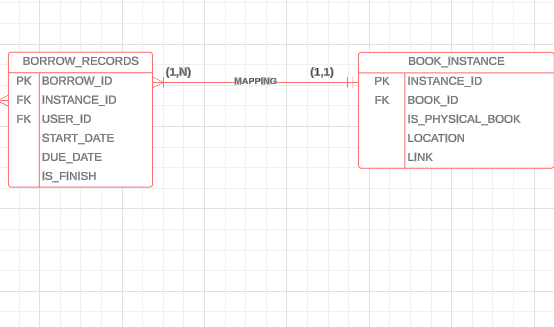 BORROW_RECORDS
PK BORROW_ID
FK INSTANCE_ID
FK USER_ID
START_DATE
DUE_DATE
IS_FINISH
(1,N)
MAPPING
(1,1)
BOOK_INSTANCE
PK INSTANCE_ID
FK BOOK_ID
IS_PHYSICAL_BOOK
LOCATION
LINK